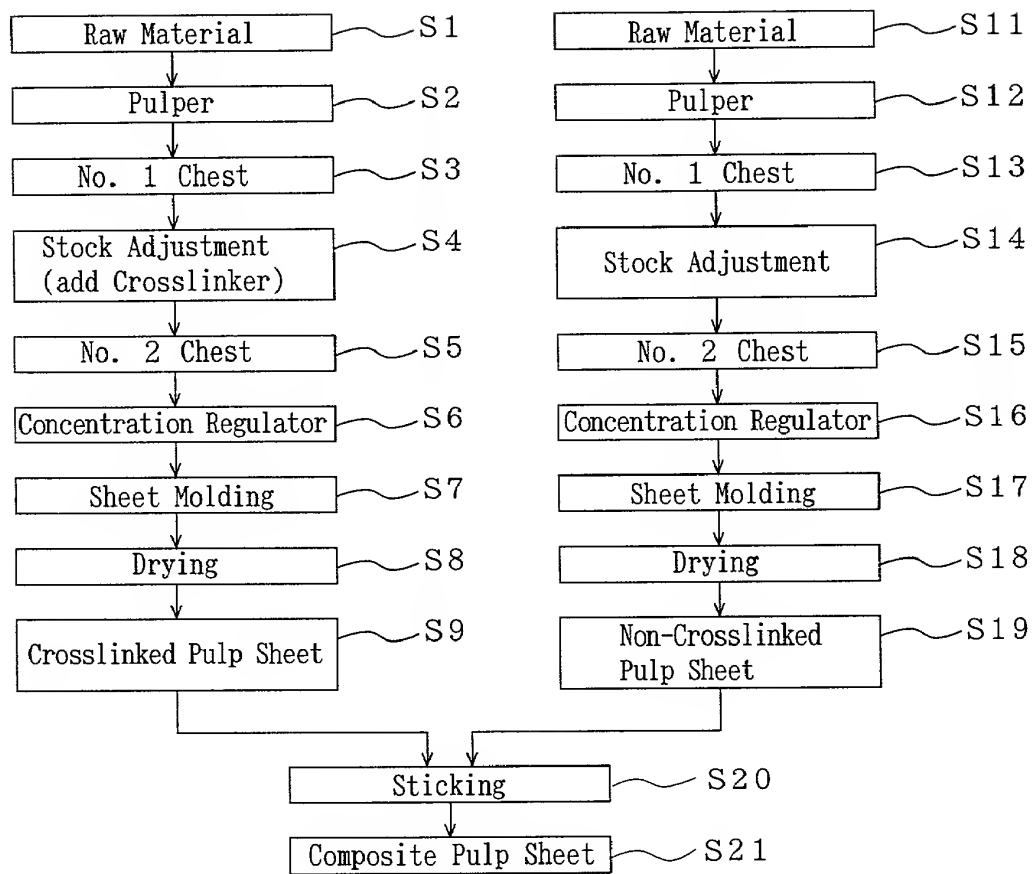 Raw Material S1
Pulper S2
No. 1 Chest S3
Stock Adjustment
(add Crosslinker) S4
No. 2 Chest S5
Concentration Regulator S6
Sheet Molding S7
Drying S8
Crosslinked Pulp Sheet S9
Raw Material S11
Pulper S12
No. 1 Chest S13
Stock Adjustment S14
No. 2 Chest S15
Concentration Regulator S16
Sheet Molding S17
Drying S18
Non-Crosslinked S19
Pulp Sheet
Sticking S20
Composite Pulp Sheet S21